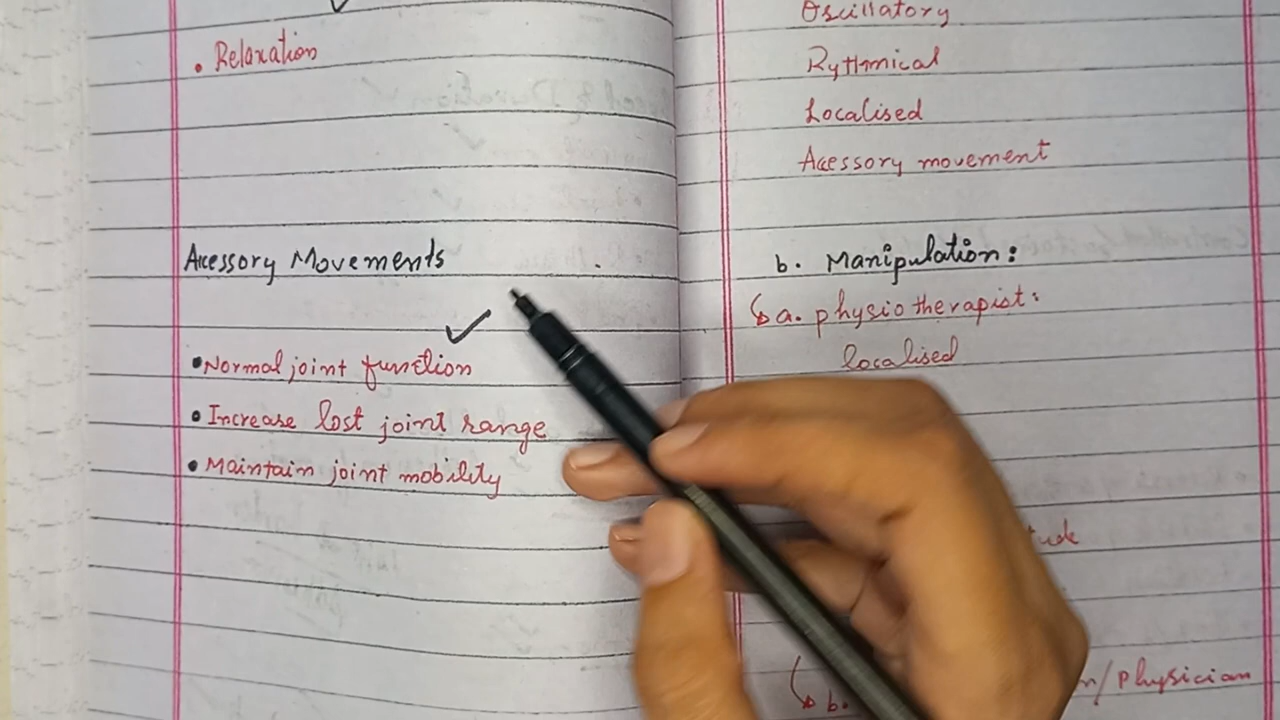 • Relaxation
Acessory Movements
• Normal joint function
• Increase lost joint range
• Maintain joint mobility
Oscillatory
Rythmical
Localised
Acessory movement
b. Manipulation:
a. physiotherapist:
localised
b.
/physician